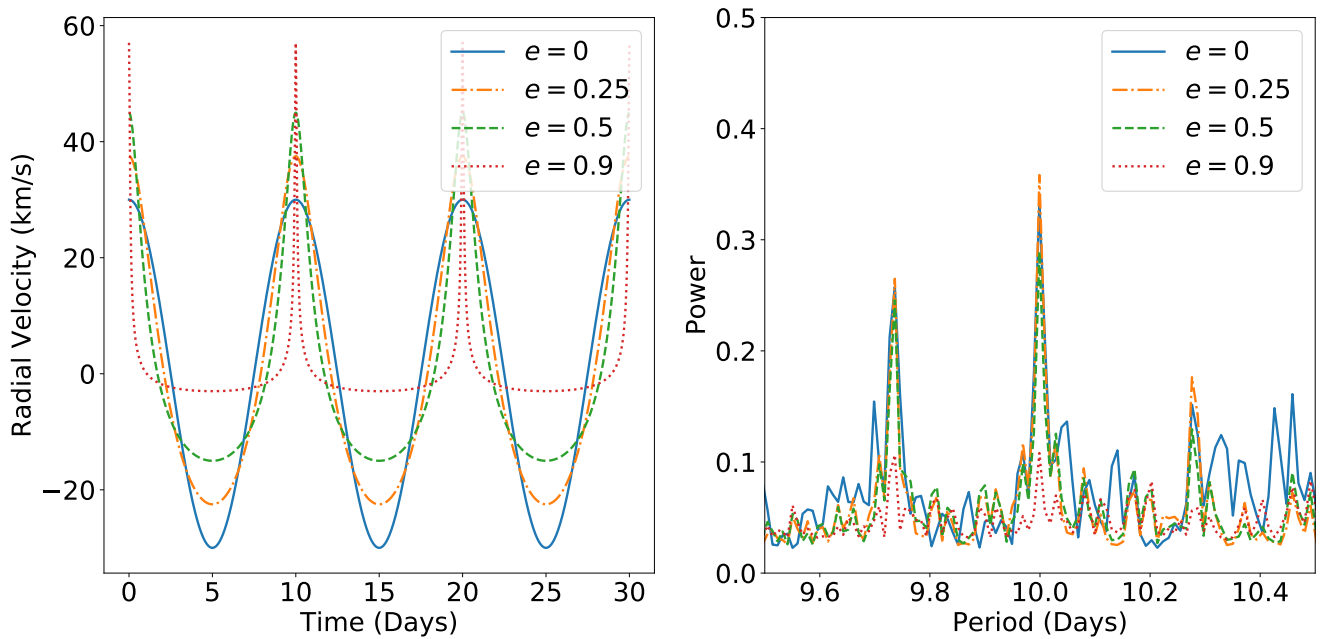 Radial Velocity (km/s)
60
40
20
0
−20
0 5 10 15 20 25 30
Time (Days)
e = 0
e = 0.25
e = 0.5
e = 0.9
Power
0.5
0.4
0.3
0.2
0.1
0.0
9.6 9.8 10.0 10.2 10.4
Period (Days)
e = 0
e = 0.25
e = 0.5
e = 0.9